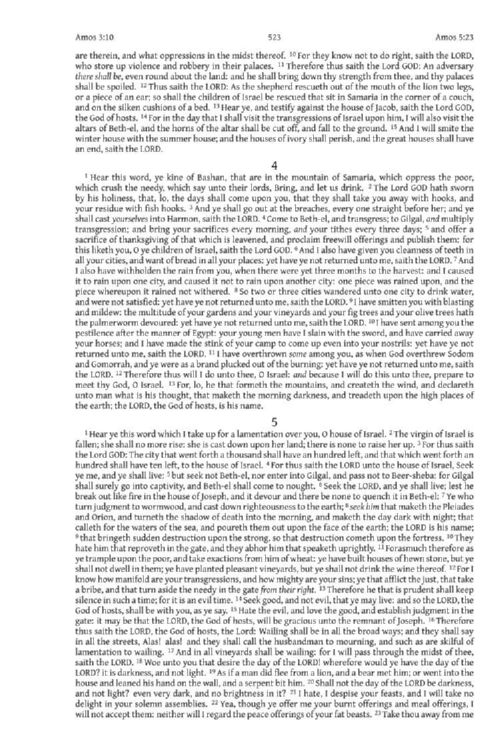 Amos 3:10 523 Amos 5:23
are therein, and what oppressions in the midst thereof. 10 For they know not to do right, saith the LORD,
who store up violence and robbery in their palaces. 11 Therefore thus saith the Lord GOD: An adversary
there shall be, even round about the land: and he shall bring down thy strength from thee, and thy palaces
shall be spoiled. 12 Thus saith the LORD: As the shepherd rescueth out of the mouth of the lion two legs,
or a piece of an ear; so shall the children of Israel be rescued that sit in Samaria in the corner of a couch,
and on the silken cushions of a bed. 13 Hear ye, and testify against the house of Jacob, saith the Lord GOD,
the God of hosts. 14 For in the day that I shall visit the transgressions of Israel upon him, I will also visit the
altars of Beth-el, and the horns of the altar shall be cut off, and fall to the ground. 15 And I will smite the
winter house with the summer house; and the houses of ivory shall perish, and the great houses shall have
an end, saith the LORD.
4
1 Hear this word, ye kine of Bashan, that are in the mountain of Samaria, which oppress the poor,
which crush the needy, which say unto their lords, Bring, and let us drink. 2 The Lord GOD hath sworn
by his holiness, that, lo, the days shall come upon you, that they shall take you away with hooks, and
your residue with fish hooks. 3 And ye shall go out at the breaches, every one straight before her; and ye
shall cast yourselves into Harmon, saith the LORD. 4 Come to Beth-el, and transgress; to Gilgal, and multiply
transgression; and bring your sacrifices every morning, and your tithes every three days; 5 and offer a
sacrifice of thanksgiving of that which is leavened, and proclaim freewill offerings and publish them: for
this liketh you, O ye children of Israel, saith the Lord GOD. 6 And I also have given you cleanness of teeth in
all your cities, and want of bread in all your places: yet have ye not returned unto me, saith the LORD. 7 And
I also have withholden the rain from you, when there were yet three months to the harvest: and I caused
it to rain upon one city, and caused it not to rain upon another city: one piece was rained upon, and the
piece whereupon it rained not withered. 8 So two or three cities wandered unto one city to drink water,
and were not satisfied: yet have ye not returned unto me, saith the LORD. 9 I have smitten you with blasting
and mildew: the multitude of your gardens and your vineyards and your fig trees and your olive trees hath
the palmerworm devoured: yet have ye not returned unto me, saith the LORD. 10 I have sent among you the
pestilence after the manner of Egypt: your young men have I slain with the sword, and have carried away
your horses; and I have made the stink of your camp to come up even into your nostrils: yet have ye not
returned unto me, saith the LORD. 11 I have overthrown some among you, as when God overthrew Sodom
and Gomorrah, and ye were as a brand plucked out of the burning: yet have ye not returned unto me, saith
the LORD. 12 Therefore thus will I do unto thee, O Israel: and because I will do this unto thee, prepare to
meet thy God, O Israel. 13 For, lo, he that formeth the mountains, and createth the wind, and declareth
unto man what is his thought, that maketh the morning darkness, and treadeth upon the high places of
the earth; the LORD, the God of hosts, is his name.
5
1 Hear ye this word which I take up for a lamentation over you, O house of Israel. 2 The virgin of Israel is
fallen; she shall no more rise: she is cast down upon her land; there is none to raise her up. 3 For thus saith
the Lord GOD: The city that went forth a thousand shall have an hundred left, and that which went forth an
hundred shall have ten left, to the house of Israel. 4 For thus saith the LORD unto the house of Israel, Seek
ye me, and ye shall live: 5 but seek not Beth-el, nor enter into Gilgal, and pass not to Beer-sheba: for Gilgal
shall surely go into captivity, and Beth-el shall come to nought. 6 Seek the LORD, and ye shall live; lest he
break out like fire in the house of Joseph, and it devour and there be none to quench it in Beth-el: 7 Ye who
turn judgment to wormwood, and cast down righteousness to the earth; 8 seek him that maketh the Pleiades
and Orion, and turneth the shadow of death into the morning, and maketh the day dark with night; that
calleth for the waters of the sea, and poureth them out upon the face of the earth; the LORD is his name;
9 that bringeth sudden destruction upon the strong, so that destruction cometh upon the fortress. 10 They
hate him that reproveth in the gate, and they abhor him that speaketh uprightly. 11 Forasmuch therefore as
ye trample upon the poor, and take exactions from him of wheat: ye have built houses of hewn stone, but ye
shall not dwell in them; ye have planted pleasant vineyards, but ye shall not drink the wine thereof. 12 For I
know how manifold are your transgressions, and how mighty are your sins; ye that afflict the just, that take
a bribe, and that turn aside the needy in the gate from their right. 13 Therefore he that is prudent shall keep
silence in such a time; for it is an evil time. 14 Seek good, and not evil, that ye may live: and so the LORD, the
God of hosts, shall be with you, as ye say. 15 Hate the evil, and love the good, and establish judgment in the
gate: it may be that the LORD, the God of hosts, will be gracious unto the remnant of Joseph. 16 Therefore
thus saith the LORD, the God of hosts, the Lord: Wailing shall be in all the broad ways; and they shall say
in all the streets, Alas! alas! and they shall call the husbandman to mourning, and such as are skilful of
lamentation to wailing. 17 And in all vineyards shall be wailing: for I will pass through the midst of thee,
saith the LORD. 18 Woe unto you that desire the day of the LORD! wherefore would ye have the day of the
LORD? it is darkness, and not light. 19 As if a man did flee from a lion, and a bear met him; or went into the
house and leaned his hand on the wall, and a serpent bit him. 20 Shall not the day of the LORD be darkness,
and not light? even very dark, and no brightness in it? 21 I hate, I despise your feasts, and I will take no
delight in your solemn assemblies. 22 Yea, though ye offer me your burnt offerings and meal offerings, I
will not accept them: neither will I regard the peace offerings of your fat beasts. 23 Take thou away from me